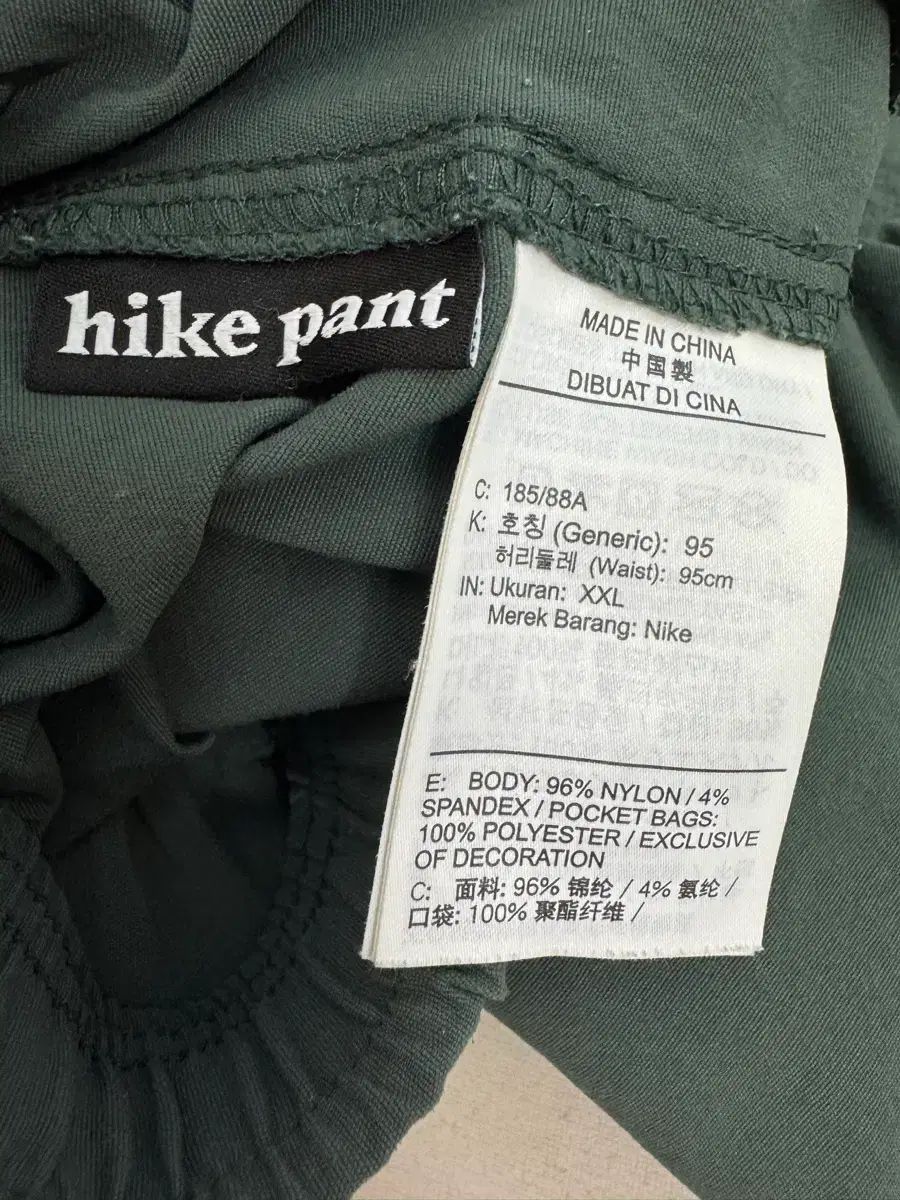 hike pant
MADE IN CHINA
中国製
DIBUAT DI CINA
C: 185/88A
K: 호칭 (Generic): 95
허리둘레 (Waist): 95cm
IN: Ukuran: XXL
Merek Barang: Nike
E: BODY: 96% NYLON / 4%
SPANDEX / POCKET BAGS:
100% POLYESTER / EXCLUSIVE
OF DECORATION
C: 面料: 96% 锦纶 / 4% 氨纶 /
口袋: 100% 聚酯纤维 /